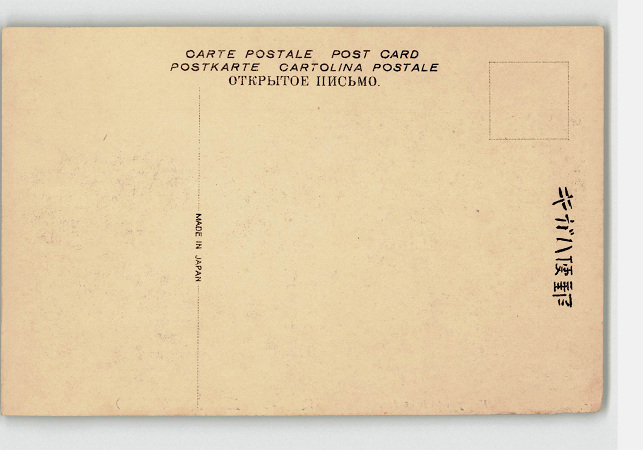 CARTE POSTALE POST CARD
POSTKARTE CARTOLINA POSTALE
ОТКРЫТОЕ ПИСЬМО.
MADE IN JAPAN
キガハ便郵